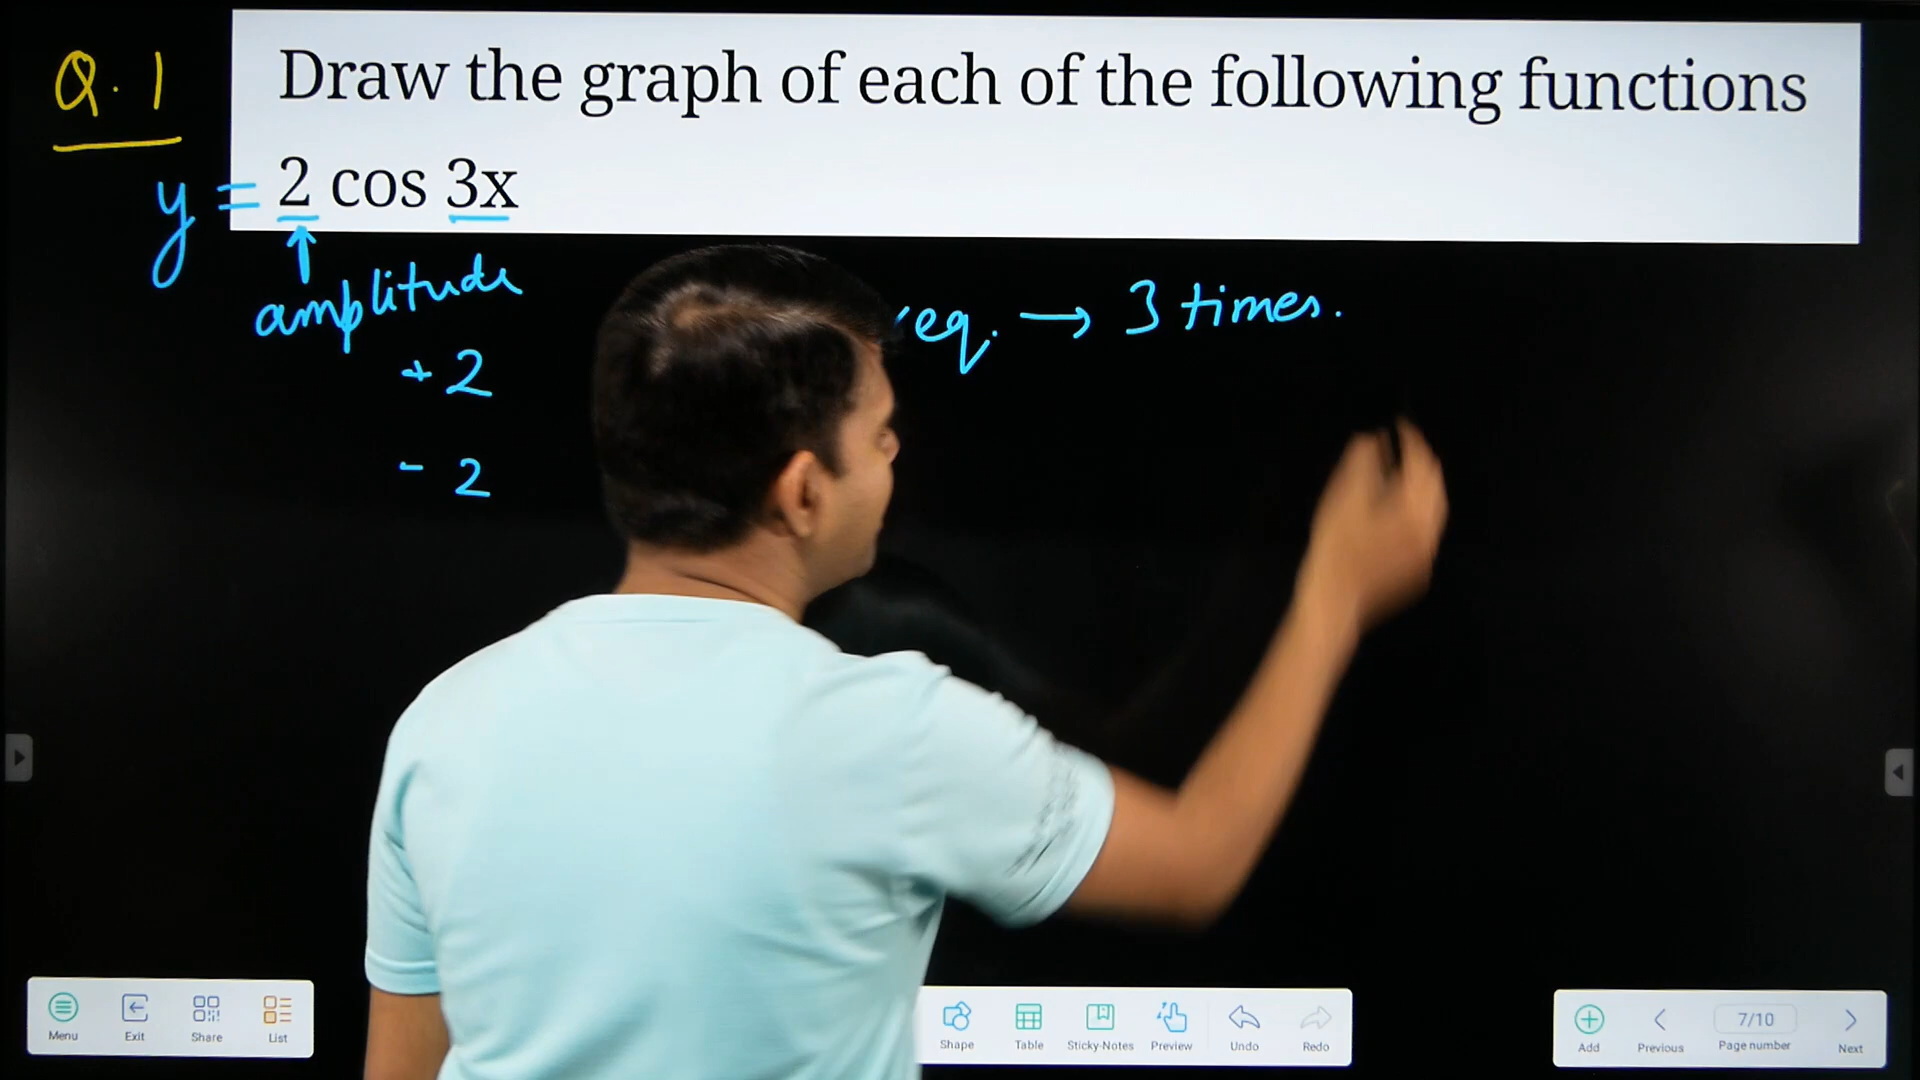 Q. 1
Draw the graph of each of the following functions
y = 2 cos 3x
amplitude
eq. → 3 times.
+ 2
- 2
Menu
Exit
Share
List
Shape
Table
Sticky-Notes
Preview
Undo
Redo
Add
Previous
7/10
Page number
Next